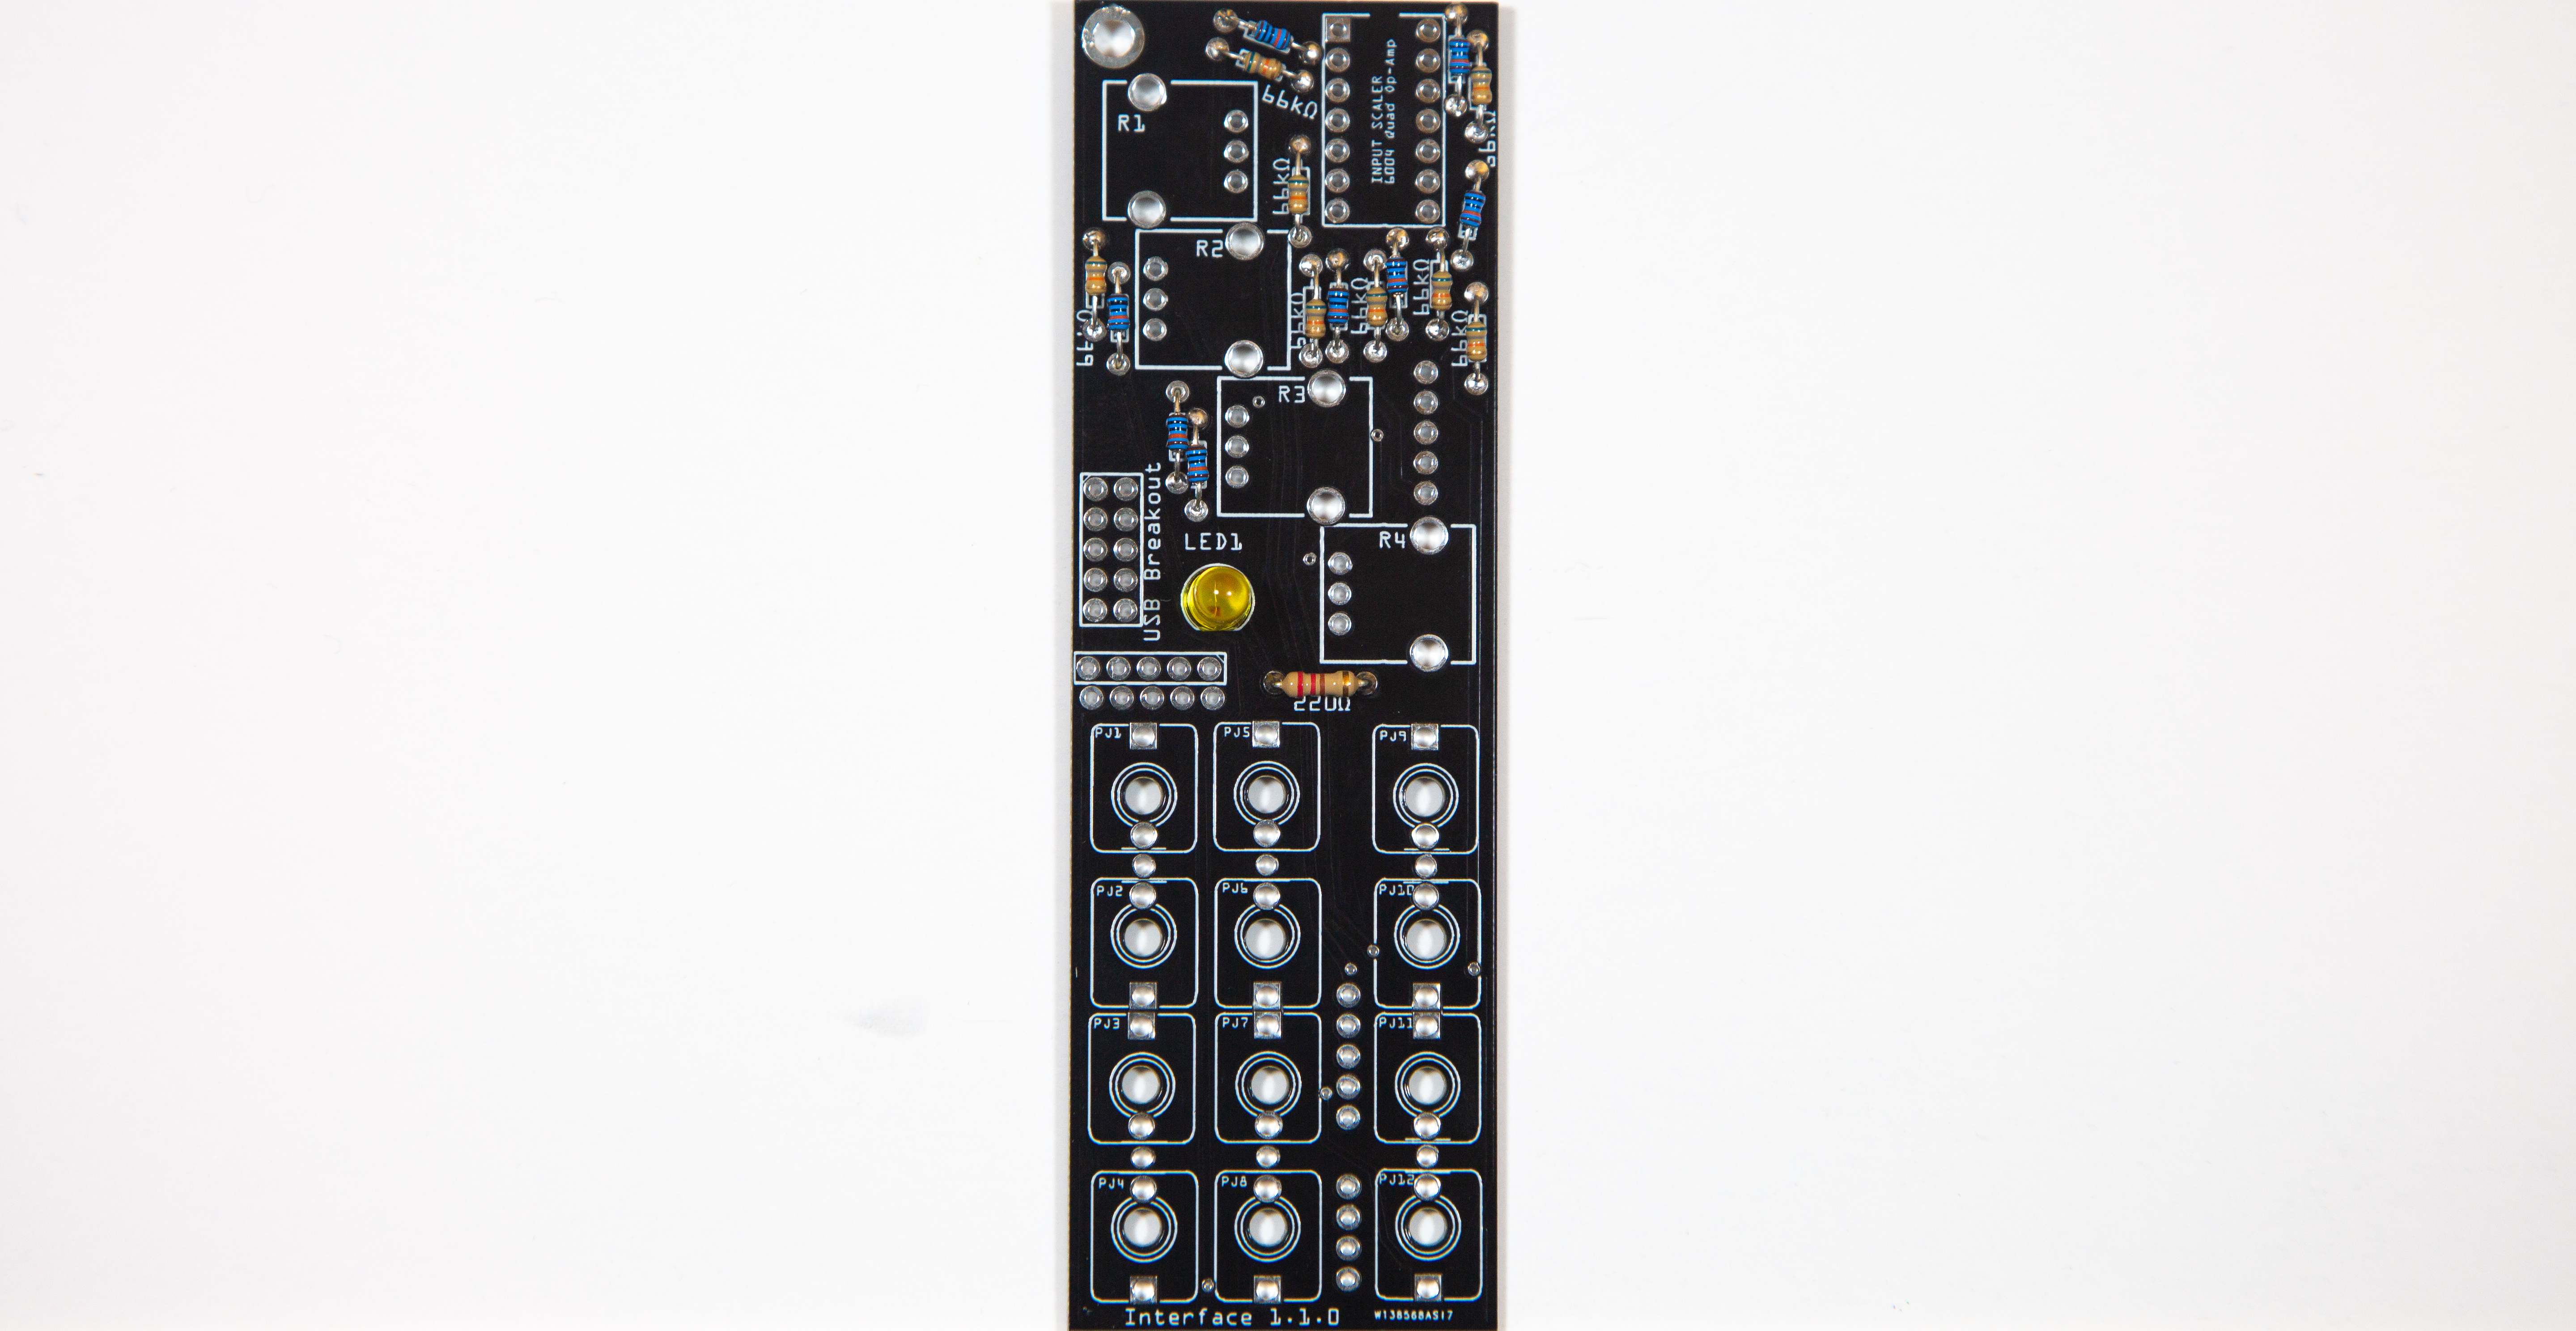 66kΩ
INPUT SCALER
6004 Quad Op-Amp
R1
66kΩ
66kΩ
R2
66kΩ
66kΩ
66kΩ
66kΩ
66kΩ
R3
USB Breakout
LED1
R4
220Ω
PJ1
PJ5
PJ9
PJ2
PJ6
PJ10
PJ3
PJ7
PJ11
PJ4
PJ8
PJ12
Interface 1.1.0
W138568AS17